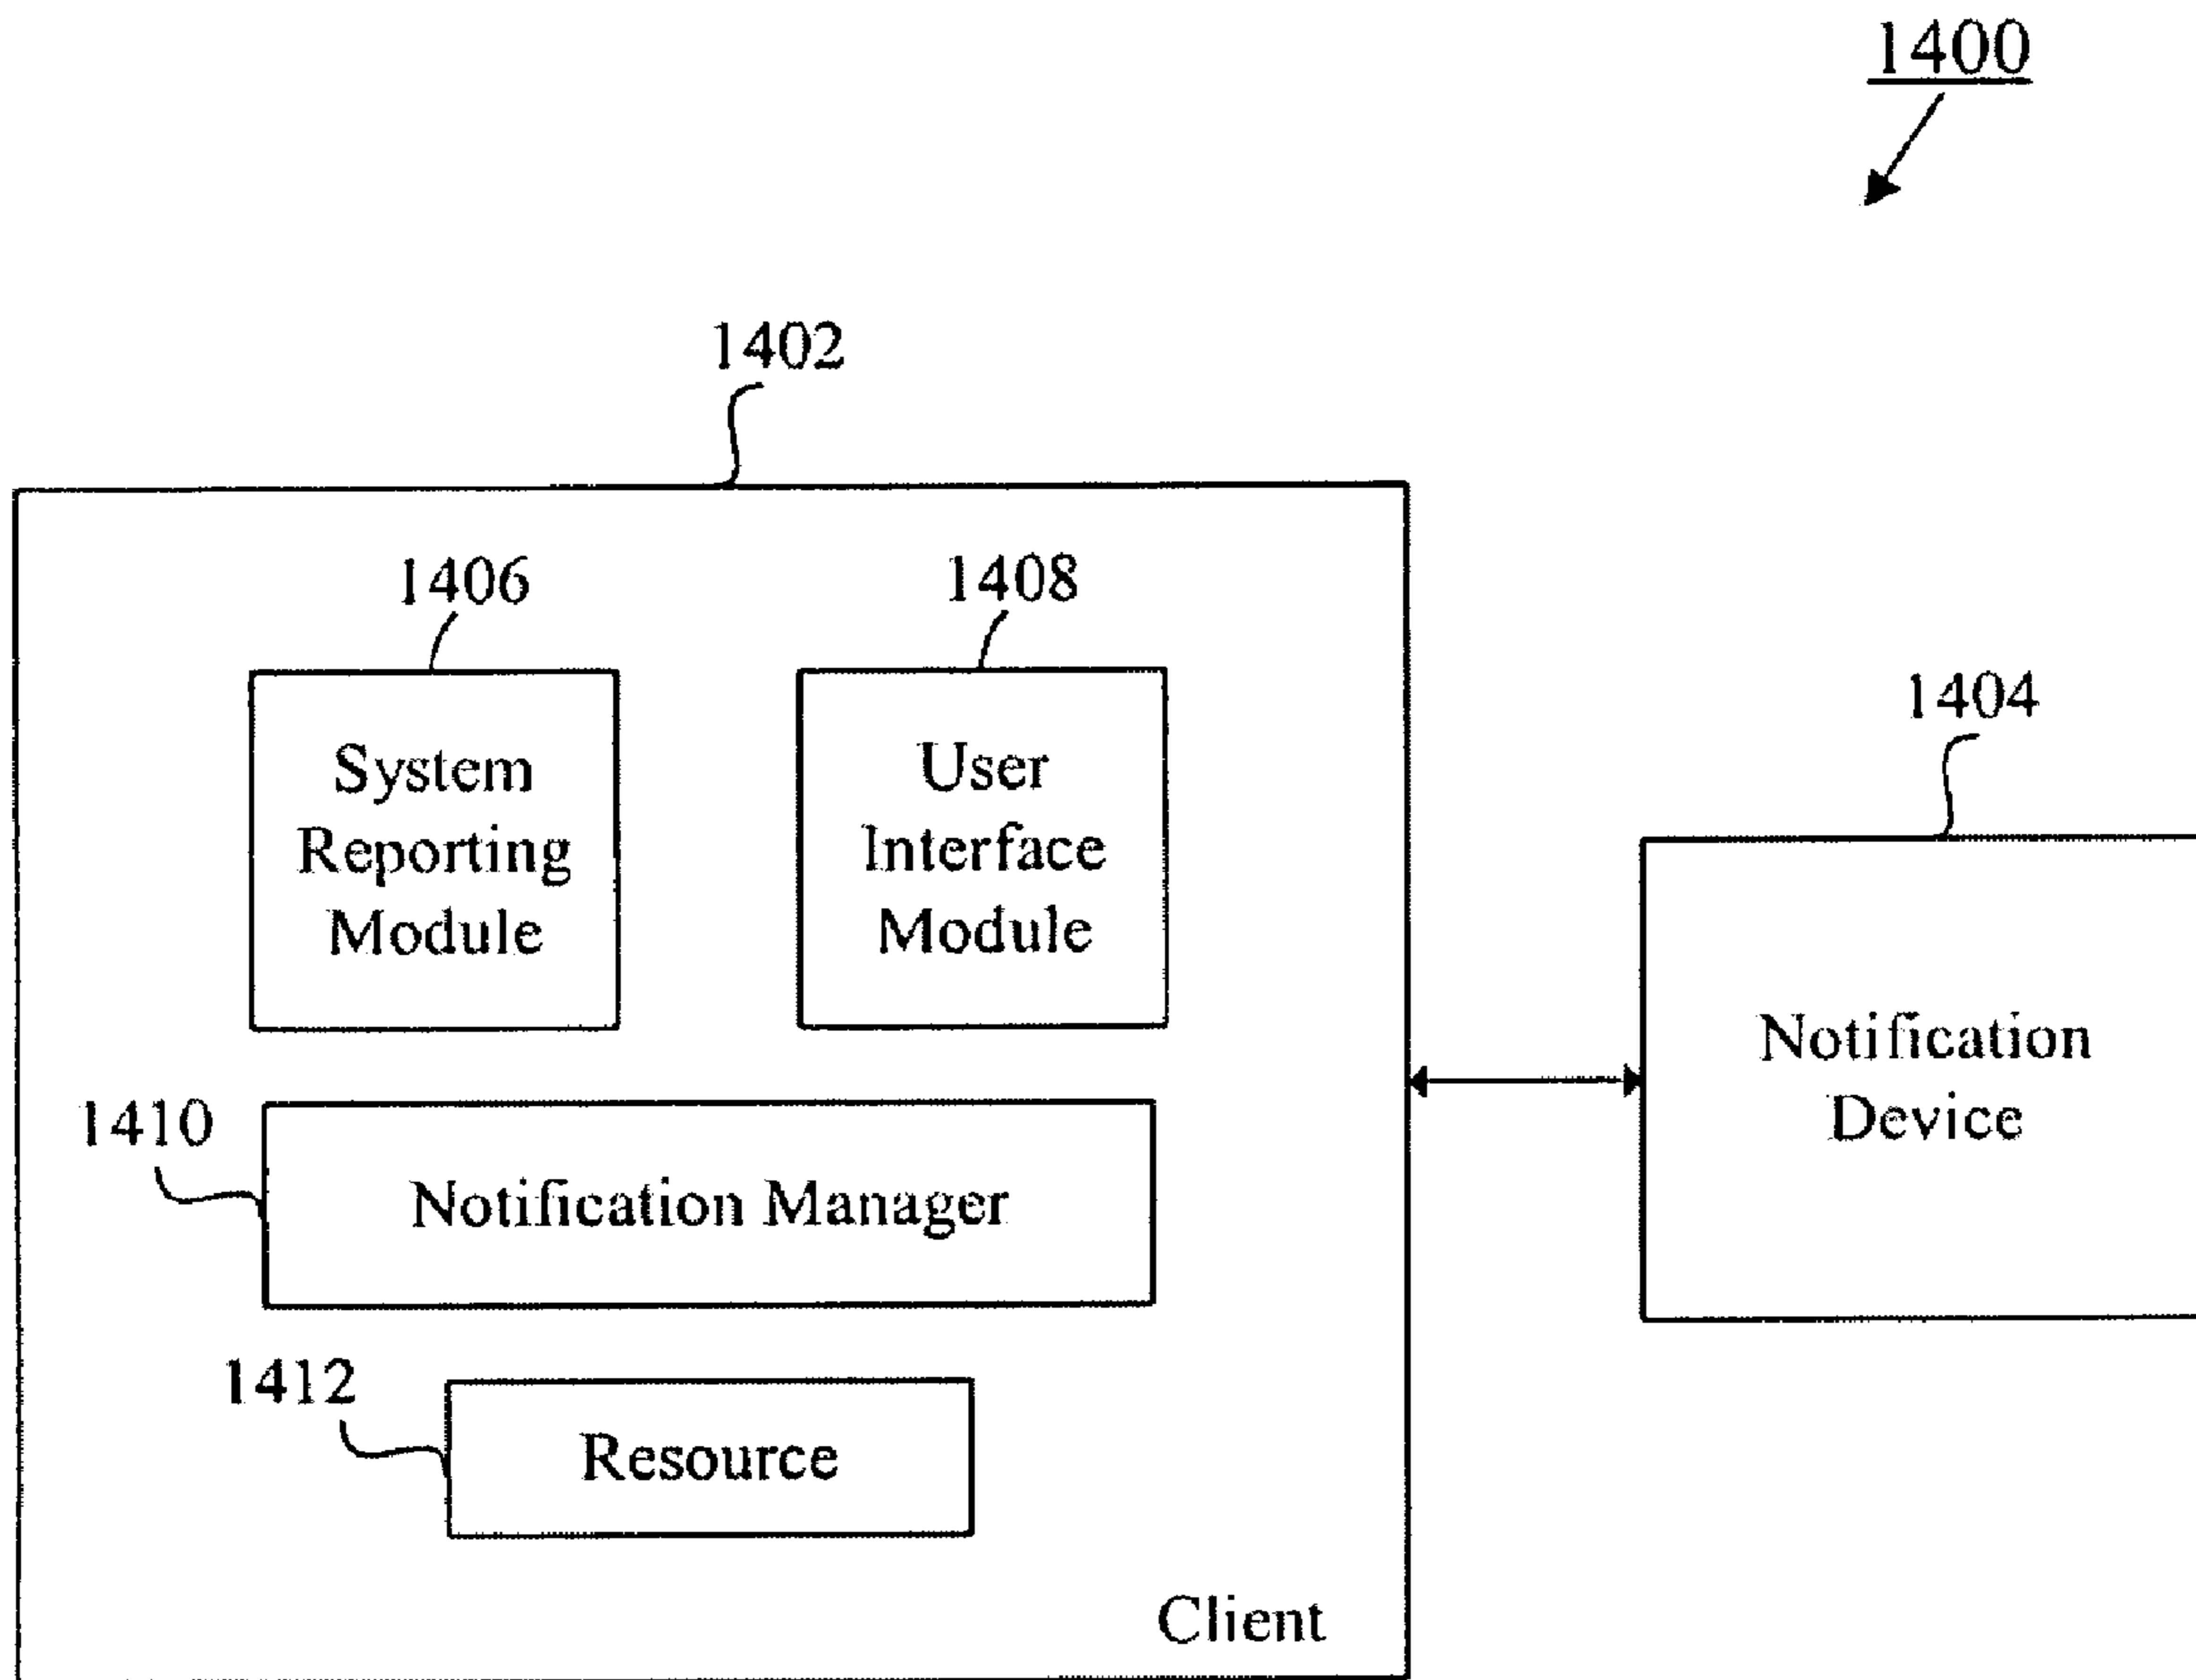 1400
1402
1406
1408
System
Reporting
Module
User
Interface
Module
1404
Notification
Device
1410
Notification Manager
1412
Resource
Client